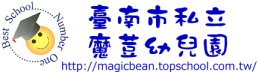 Best School.....Number One.
臺南市私立
魔荳幼兒園
http://magicbean.topschool.com.tw/